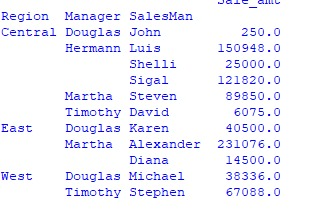 Sale_amt
Region Manager SalesMan
Central Douglas John 250.0
Hermann Luis 150948.0
Shelli 25000.0
Sigal 121820.0
Martha Steven 89850.0
Timothy David 6075.0
East Douglas Karen 40500.0
Martha Alexander 231076.0
Diana 14500.0
West Douglas Michael 38336.0
Timothy Stephen 67088.0